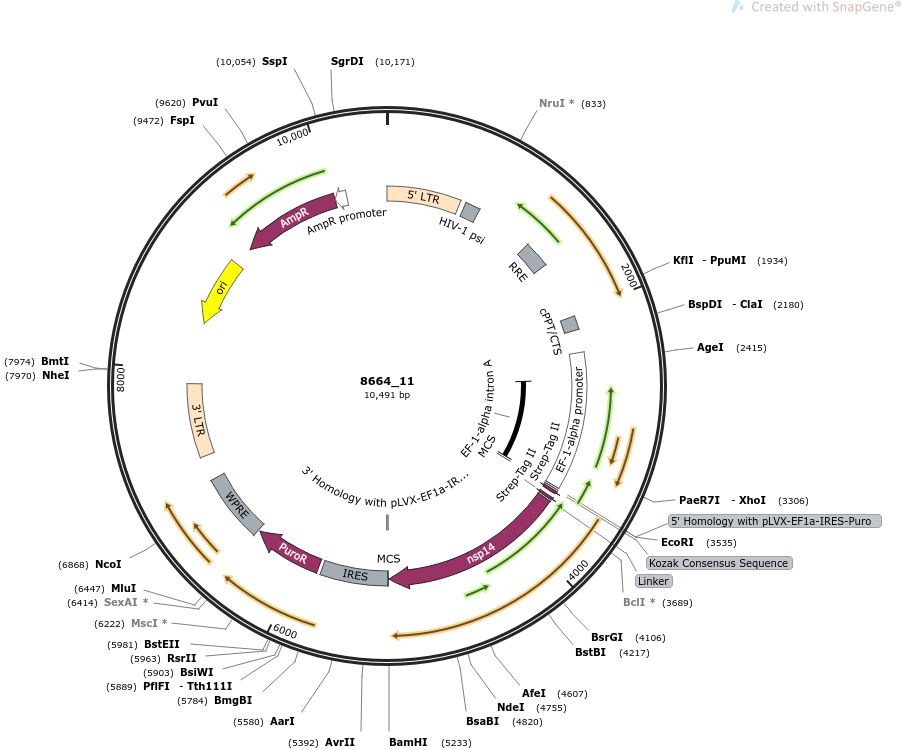 Created with SnapGene®
(10,054) SspI
SgrDI (10,171)
(9620) PvuI
(9472) FspI
NruI * (833)
KflI - PpuMI (1934)
BspDI - ClaI (2180)
AgeI (2415)
(7974) BmtI
(7970) NheI
PaeR7I - XhoI (3306)
5' Homology with pLVX-EF1a-IRES-Puro
EcoRI (3535)
Kozak Consensus Sequence
Linker
BclI * (3689)
BsrGI (4106)
BstBI (4217)
AfeI (4607)
NdeI (4755)
BsaBI (4820)
BamHI (5233)
(5392) AvrII
(5580) AarI
(5784) BmgBI
(5889) PflFI - Tth111I
(5903) BsiWI
(5963) RsrII
(5981) BstEII
(6222) MscI *
(6414) SexAI *
(6447) MluI
(6868) NcoI
10,000
2000
4000
6000
8000
5' LTR
HIV-1 psi
RRE
cPPT/CTS
EF-1-alpha promoter
EF-1-alpha intron A
MCS
Strep-Tag II
Strep-Tag II
nsp14
MCS
3' Homology with pLVX-EF1a-IR...
IRES
PuroR
WPRE
3' LTR
ori
AmpR
AmpR promoter
8664_11
10,491 bp